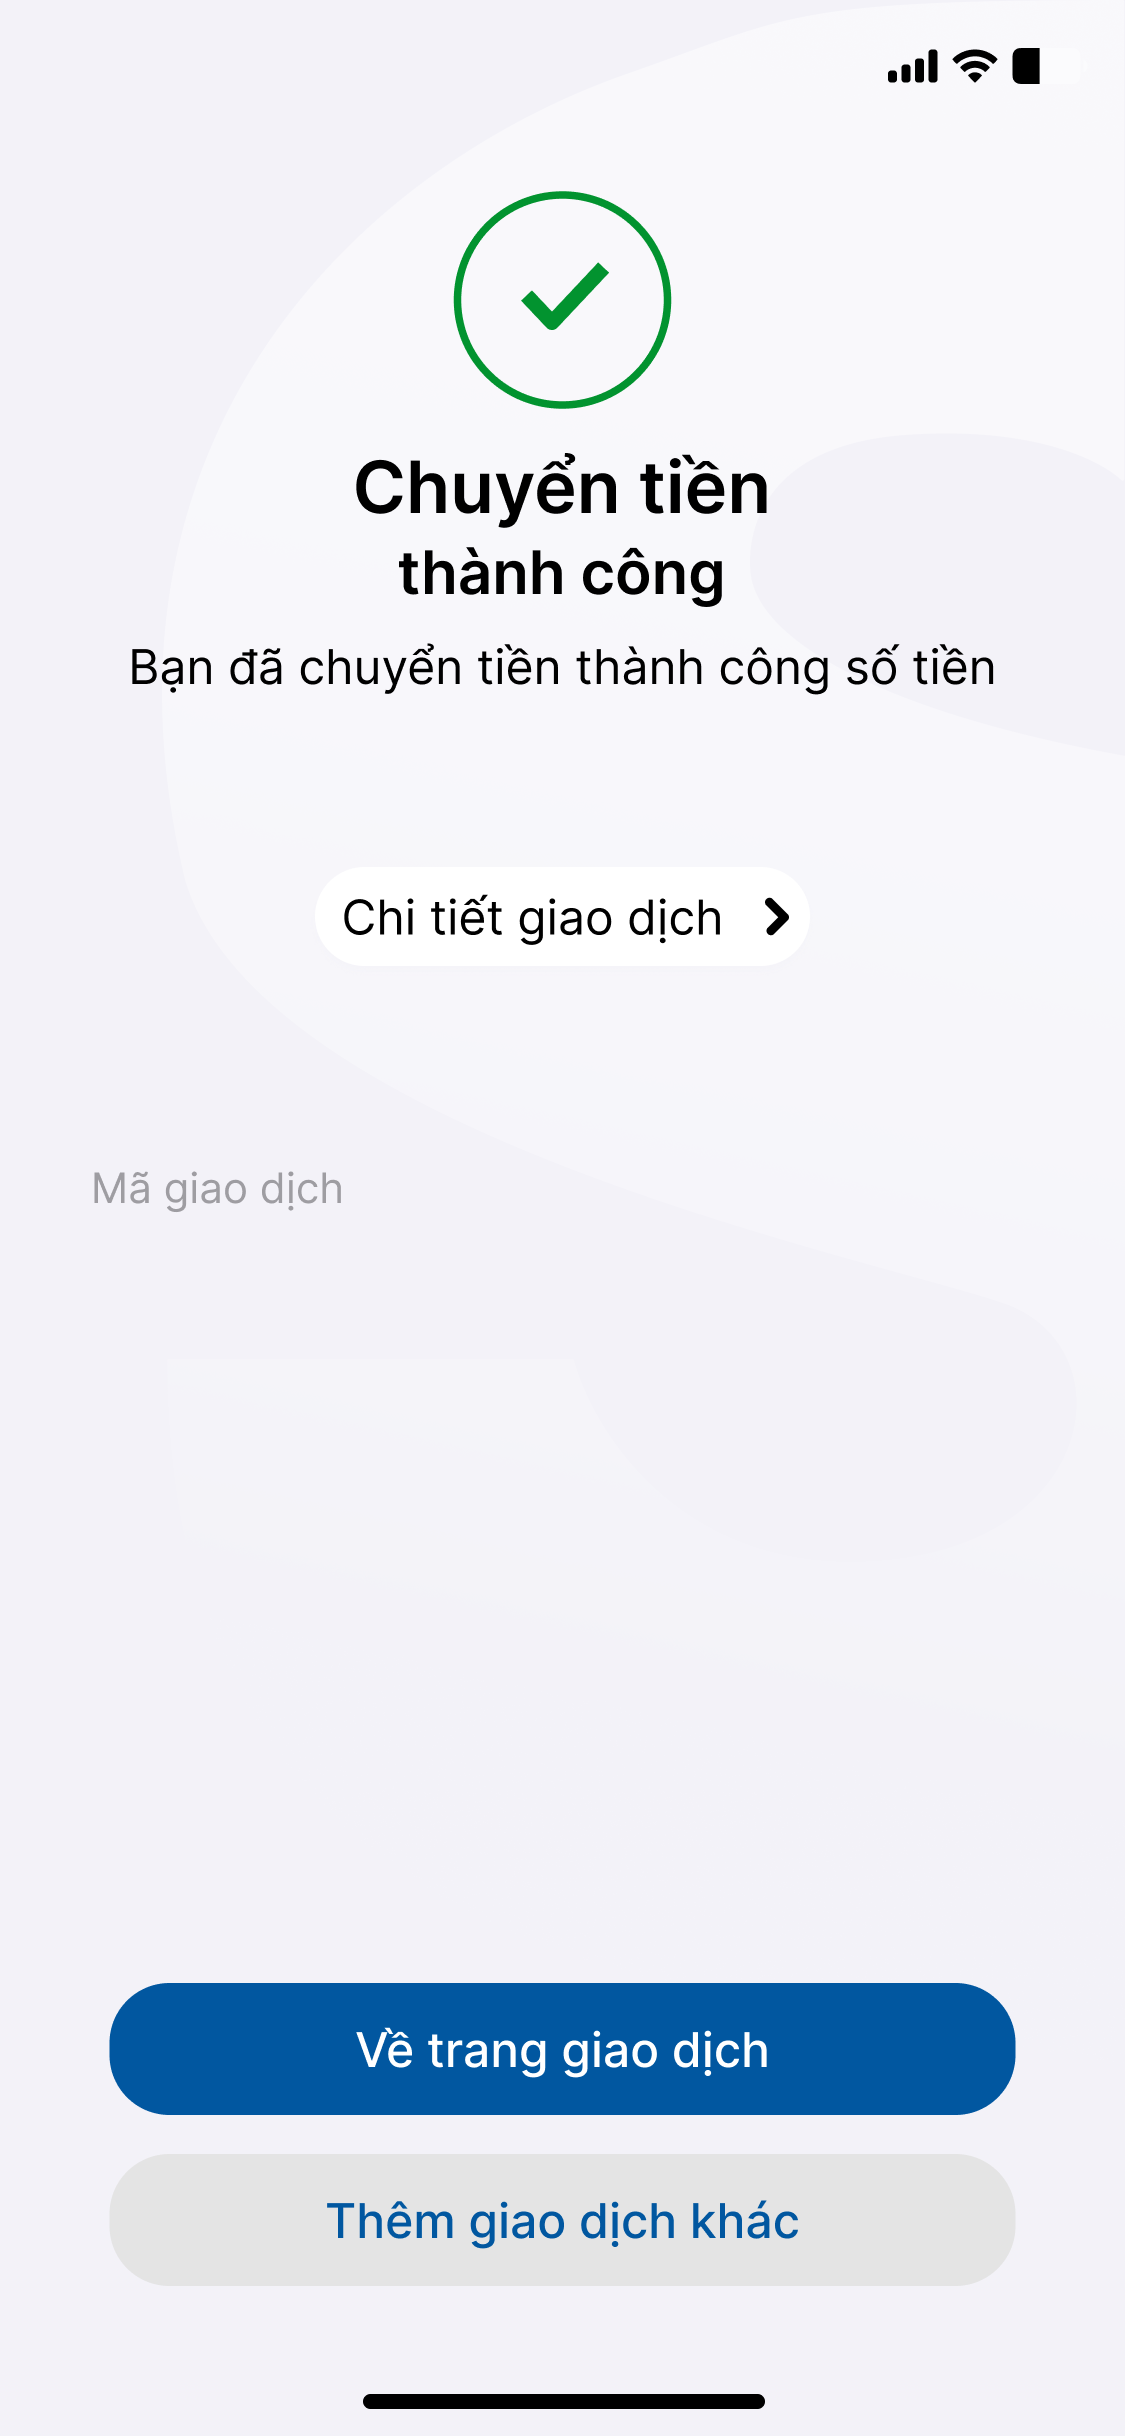 Chuyển tiền
thành công
Bạn đã chuyển tiền thành công số tiền
Chi tiết giao dịch
Mã giao dịch
Về trang giao dịch
Thêm giao dịch khác